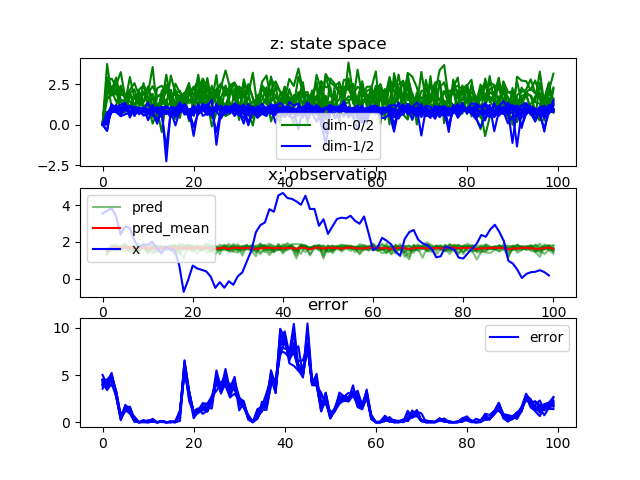 z: state space
2.5
0.0
−2.5
dim-0/2
dim-1/2
0 20 40 60 80 100
x: observation
4
2
0
pred
pred_mean
x
0 20 40 60 80 100
error
10
5
0
error
0 20 40 60 80 100